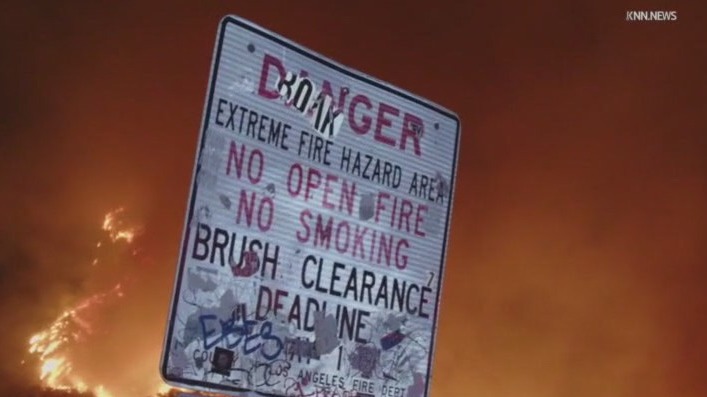 KNN.NEWS
DANGER
EXTREME FIRE HAZARD AREA
NO OPEN FIRE
NO SMOKING
BRUSH CLEARANCE
DEADLINE
EBES
LOS ANGELES FIRE DEPT